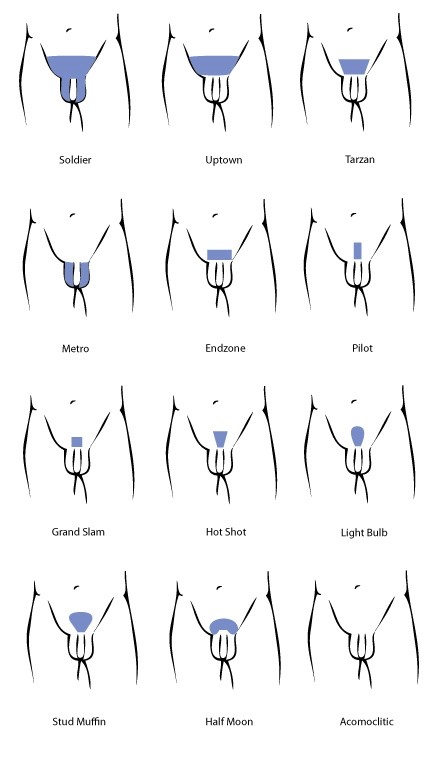 Soldier
Uptown
Tarzan
Metro
Endzone
Pilot
Grand Slam
Hot Shot
Light Bulb
Stud Muffin
Half Moon
Acomoclitic